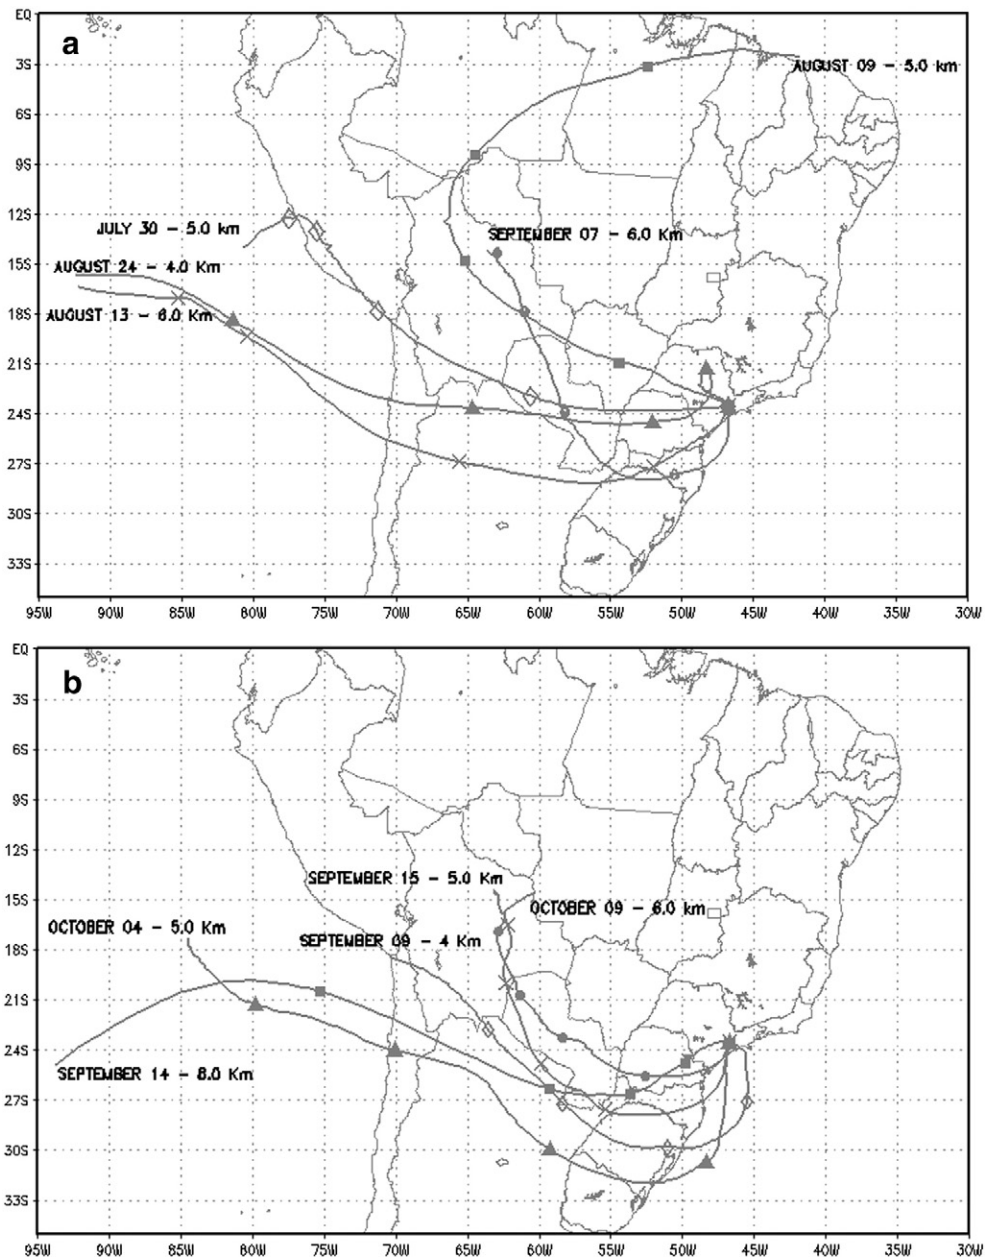 a
EQ
3S
AUGUST 09 - 5.0 km
6S
9S
12S
JULY 30 - 5.0 km
SEPTEMBER 07 - 6.0 Km
15S
AUGUST 24 - 4.0 Km
18S
AUGUST 13 - 6.0 Km
21S
24S
27S
30S
33S
95W 90W 85W 80W 75W 70W 65W 60W 55W 50W 45W 40W 35W 30W
b
EQ
3S
6S
9S
12S
SEPTEMBER 15 - 5.0 Km
15S
OCTOBER 09 - 6.0 km
OCTOBER 04 - 5.0 Km
SEPTEMBER 09 - 4 Km
18S
21S
24S
SEPTEMBER 14 - 8.0 Km
27S
30S
33S
95W 90W 85W 80W 75W 70W 65W 60W 55W 50W 45W 40W 35W 30W